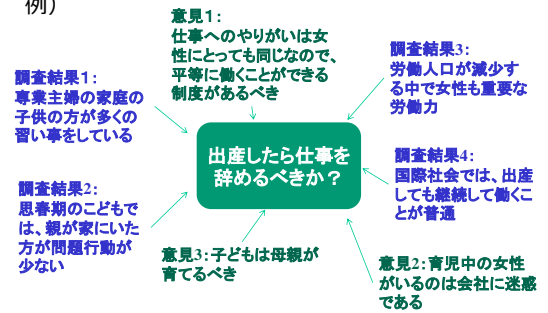 例）
意見１：
仕事へのやりがいは女
性にとっても同じなので、
平等に働くことができる
制度があるべき
調査結果１：
専業主婦の家庭の
子供の方が多くの
習い事をしている
調査結果3：
労働人口が減少す
る中で女性も重要な
労働力
出産したら仕事を
辞めるべきか？
調査結果2：
思春期のこどもで
は、親が家にいた
方が問題行動が
少ない
調査結果4：
国際社会では、出産
しても継続して働くこ
とが普通
意見3：子どもは母親が
育てるべき
意見2：育児中の女性
がいるのは会社に迷惑
である